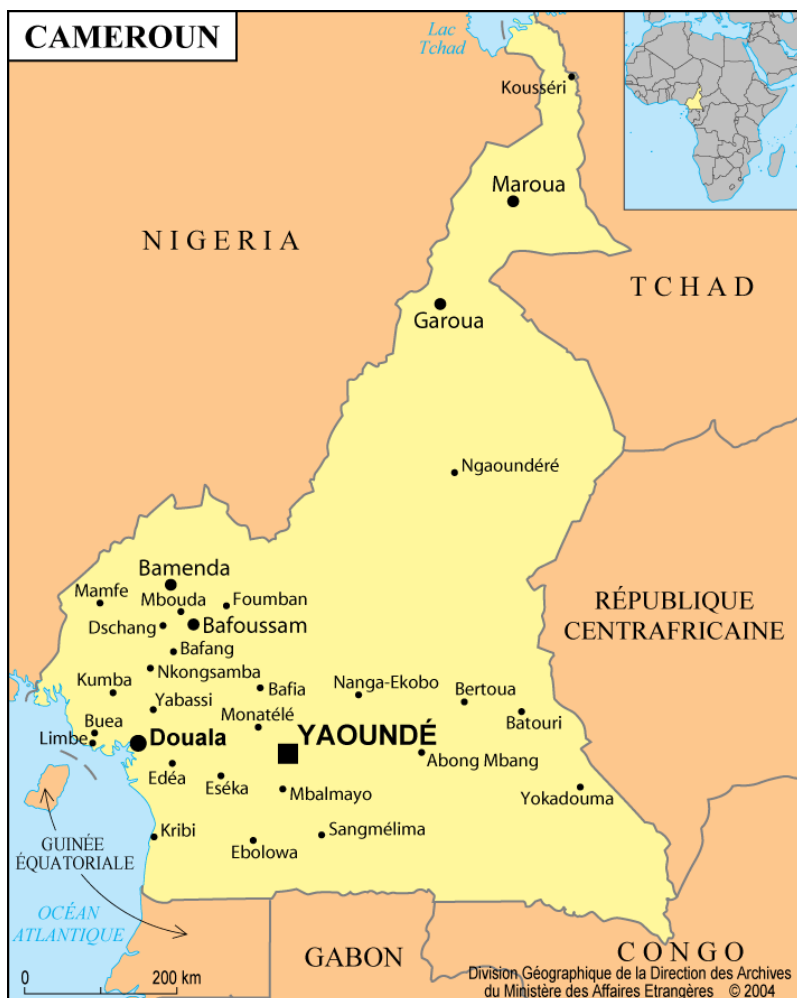 CAMEROUN
Lac
Tchad
Kousséri
Maroua
NIGERIA
TCHAD
Garoua
Ngaoundéré
Bamenda
Mamfe
Mbouda
Foumban
Dschang
Bafoussam
RÉPUBLIQUE
CENTRAFRICAINE
Bafang
Nkongsamba
Kumba
Bafia
Nanga-Ekobo
Bertoua
Yabassi
Batouri
Monatélé
Buea
Limbe
Douala
YAOUNDÉ
Abong Mbang
Edéa
Eséka
Mbalmayo
Yokadouma
Kribi
Sangmélima
Ebolowa
GUINÉE
ÉQUATORIALE
OCÉAN
ATLANTIQUE
GABON
CONGO
0 200 km
Division Géographique de la Direction des Archives
du Ministère des Affaires Etrangères © 2004